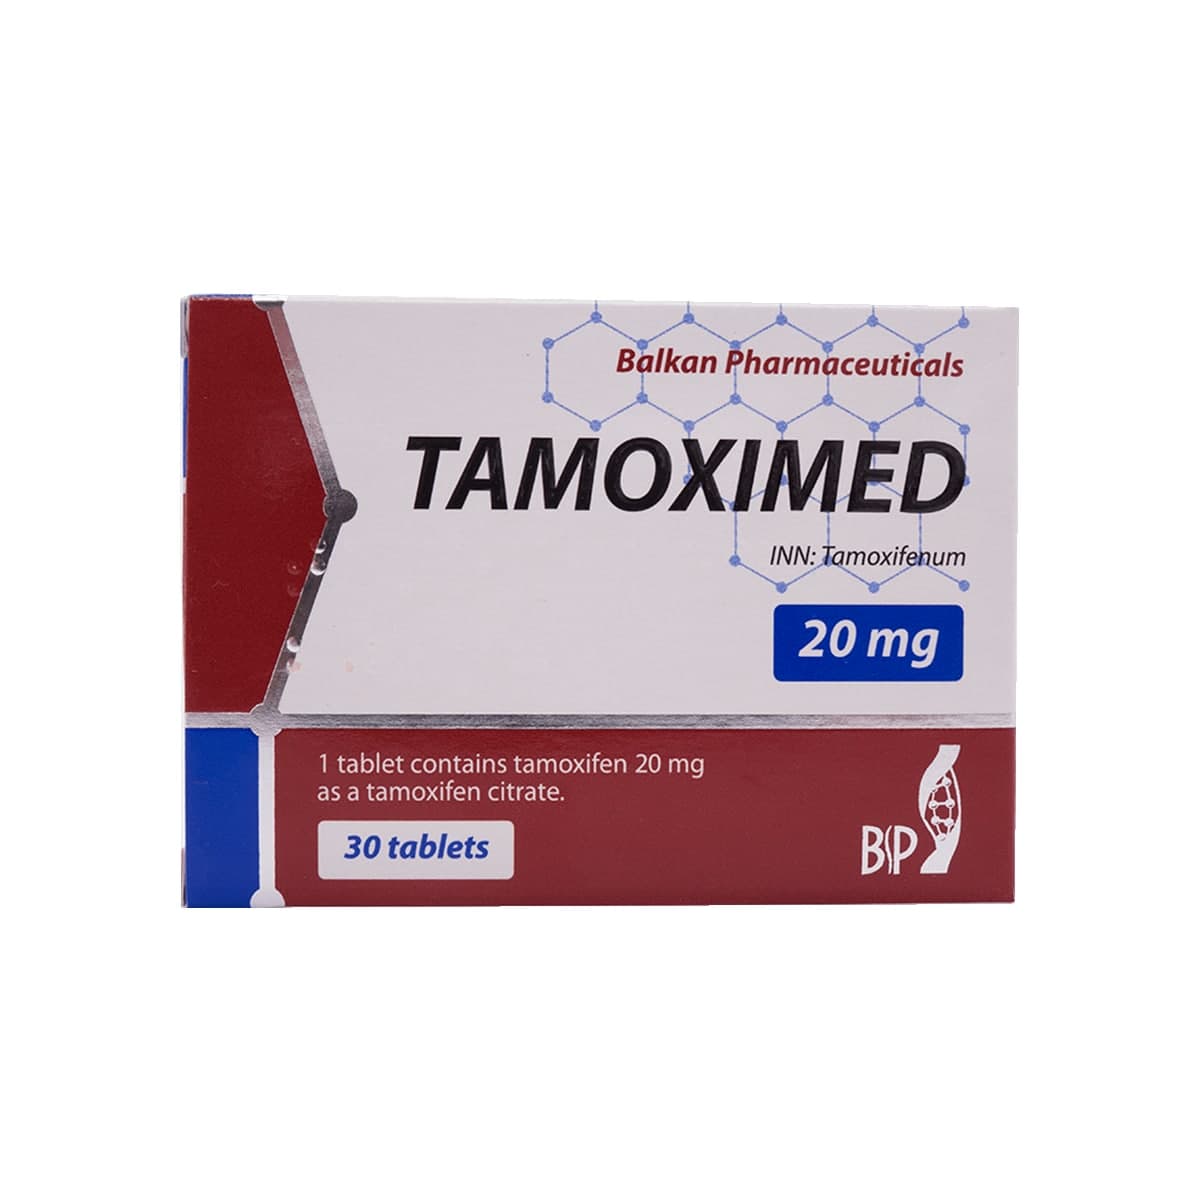 Balkan Pharmaceuticals
TAMOXIMED
INN: Tamoxifenum
20 mg
1 tablet contains tamoxifen 20 mg
as a tamoxifen citrate.
30 tablets
BP